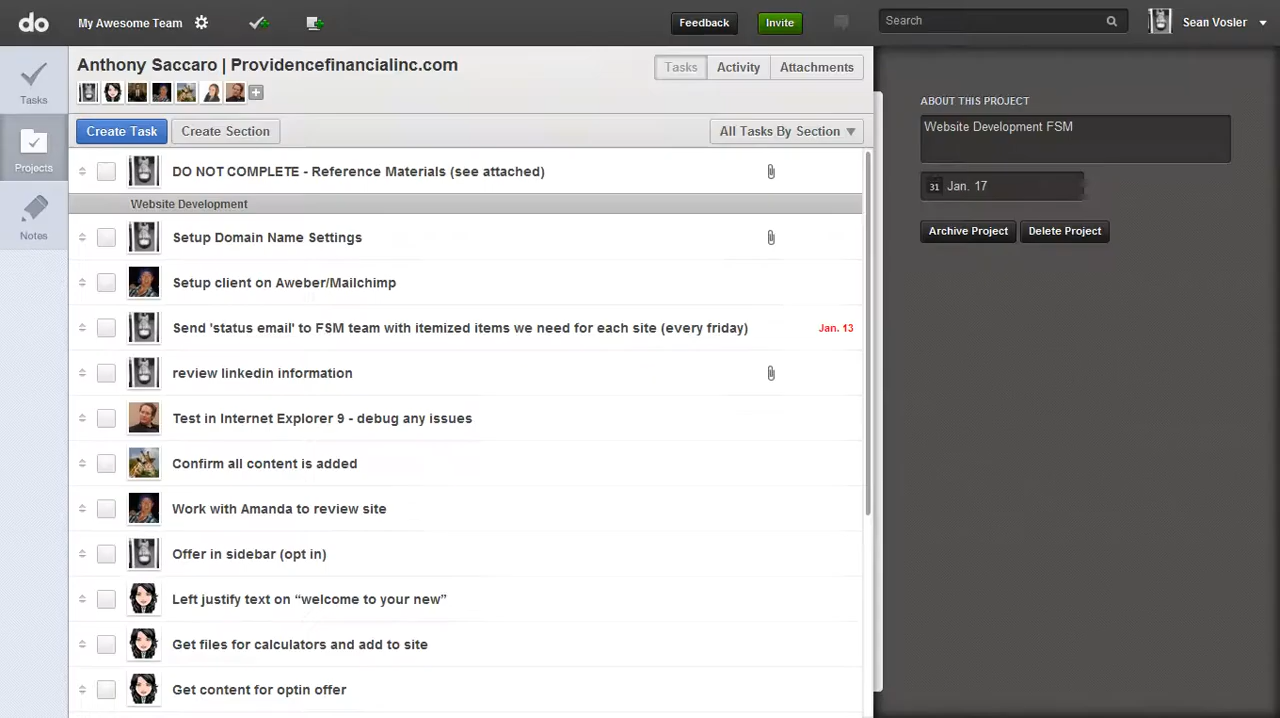 do
My Awesome Team
Feedback
Invite
Search
Sean Vosler
Tasks
Projects
Notes
Anthony Saccaro | Providencefinancialinc.com
Tasks
Activity
Attachments
Create Task
Create Section
All Tasks By Section
DO NOT COMPLETE - Reference Materials (see attached)
Website Development
Setup Domain Name Settings
Setup client on Aweber/Mailchimp
Send 'status email' to FSM team with itemized items we need for each site (every friday)
Jan. 13
review linkedin information
Test in Internet Explorer 9 - debug any issues
Confirm all content is added
Work with Amanda to review site
Offer in sidebar (opt in)
Left justify text on “welcome to your new”
Get files for calculators and add to site
Get content for optin offer
ABOUT THIS PROJECT
Website Development FSM
31 Jan. 17
Archive Project
Delete Project